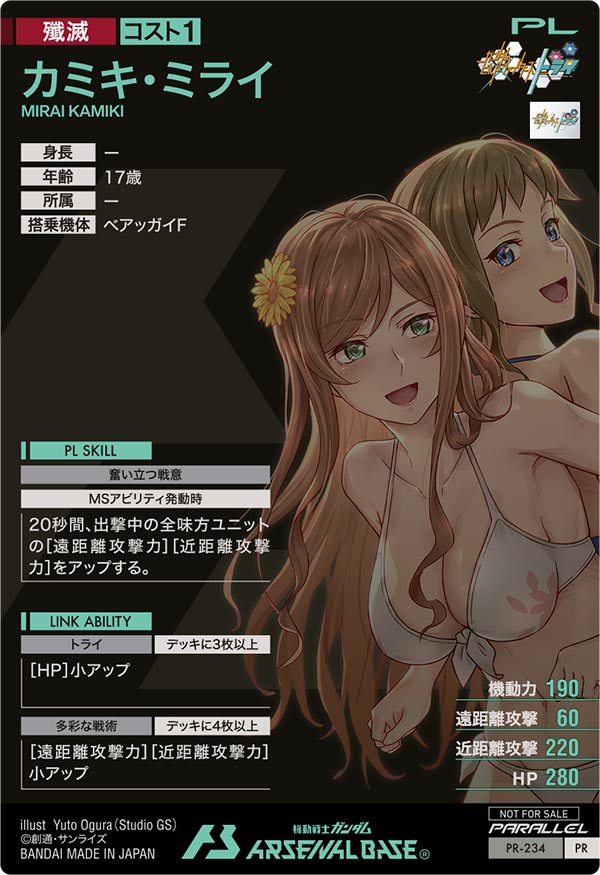 殲滅 コスト1 PL
カミキ・ミライ
MIRAI KAMIKI
身長 ー
年齢 17歳
所属 ー
搭乗機体 ベアッガイF
PL SKILL
奮い立つ戦意
MSアビリティ発動時
20秒間、出撃中の全味方ユニット
の[遠距離攻撃力][近距離攻撃
力]をアップする。
LINK ABILITY
トライ デッキに3枚以上
[HP]小アップ
多彩な戦術 デッキに4枚以上
[遠距離攻撃力][近距離攻撃力]
小アップ
機動力 190
遠距離攻撃 60
近距離攻撃 220
HP 280
illust Yuto Ogura(Studio GS)
©創通・サンライズ
BANDAI MADE IN JAPAN
機動戦士ガンダム
ARSENAL BASE®
NOT FOR SALE
PARALLEL
PR-234 PR